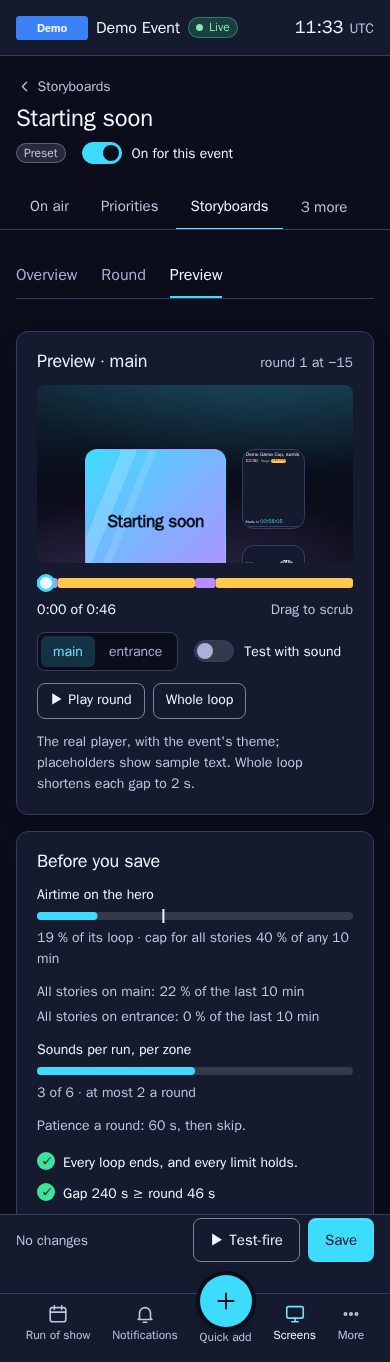 Demo Demo Event Live 11:33 UTC
Storyboards
Starting soon
Preset On for this event
On air Priorities Storyboards 3 more
Overview Round Preview
Preview · main round 1 at −15
Starting soon
0:00 of 0:46 Drag to scrub
main entrance Test with sound
Play round Whole loop
The real player, with the event's theme;
placeholders show sample text. Whole loop
shortens each gap to 2 s.
Before you save
Airtime on the hero
19 % of its loop · cap for all stories 40 % of any 10
min
All stories on main: 22 % of the last 10 min
All stories on entrance: 0 % of the last 10 min
Sounds per run, per zone
3 of 6 · at most 2 a round
Patience a round: 60 s, then skip.
Every loop ends, and every limit holds.
Gap 240 s ≥ round 46 s
No changes Test-fire Save
Run of show Notifications Quick add Screens More